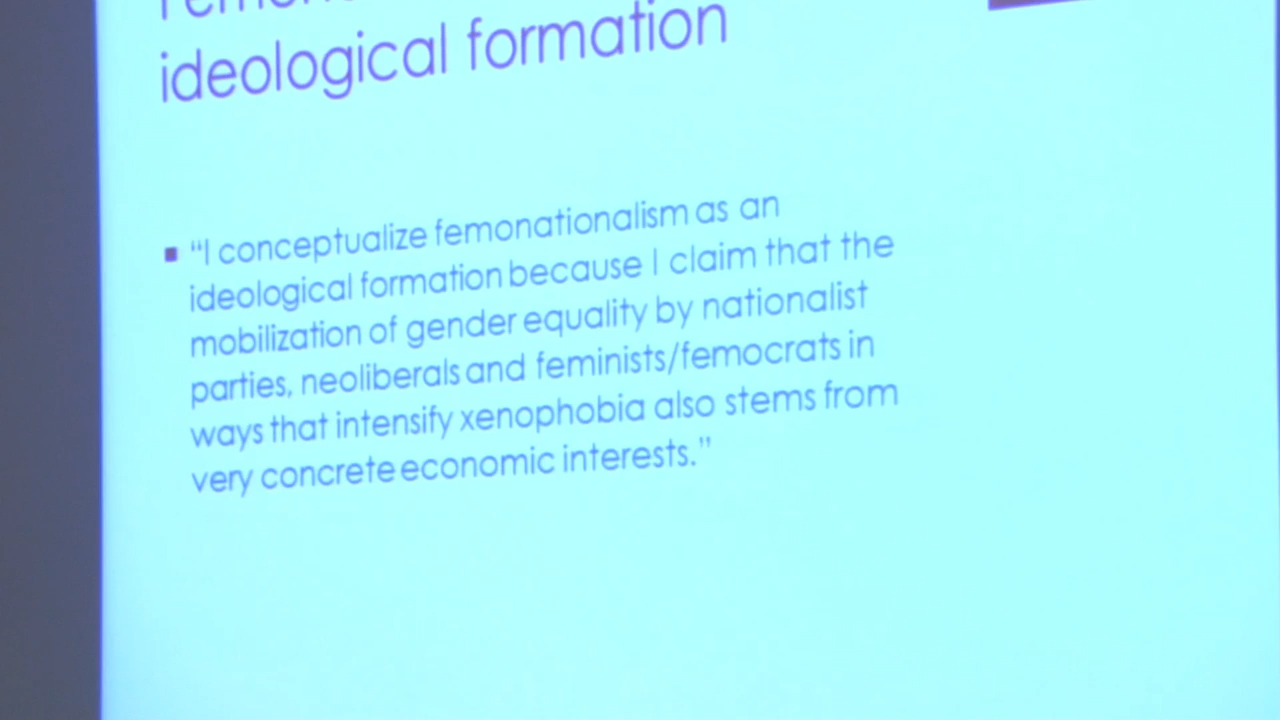 ideological formation
▪ “I conceptualize femonationalism as an
ideological formation because I claim that the
mobilization of gender equality by nationalist
parties, neoliberals and feminists/femocrats in
ways that intensify xenophobia also stems from
very concrete economic interests.”